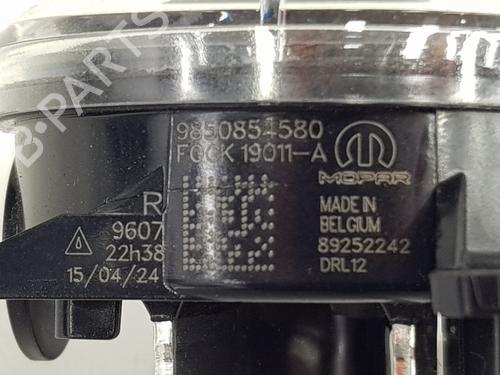 B-PARTS
9850854580
FOCK 19011-A
MOPAR
R
9607
22h38
15/04/24
MADE IN
BELGIUM
89252242
DRL12